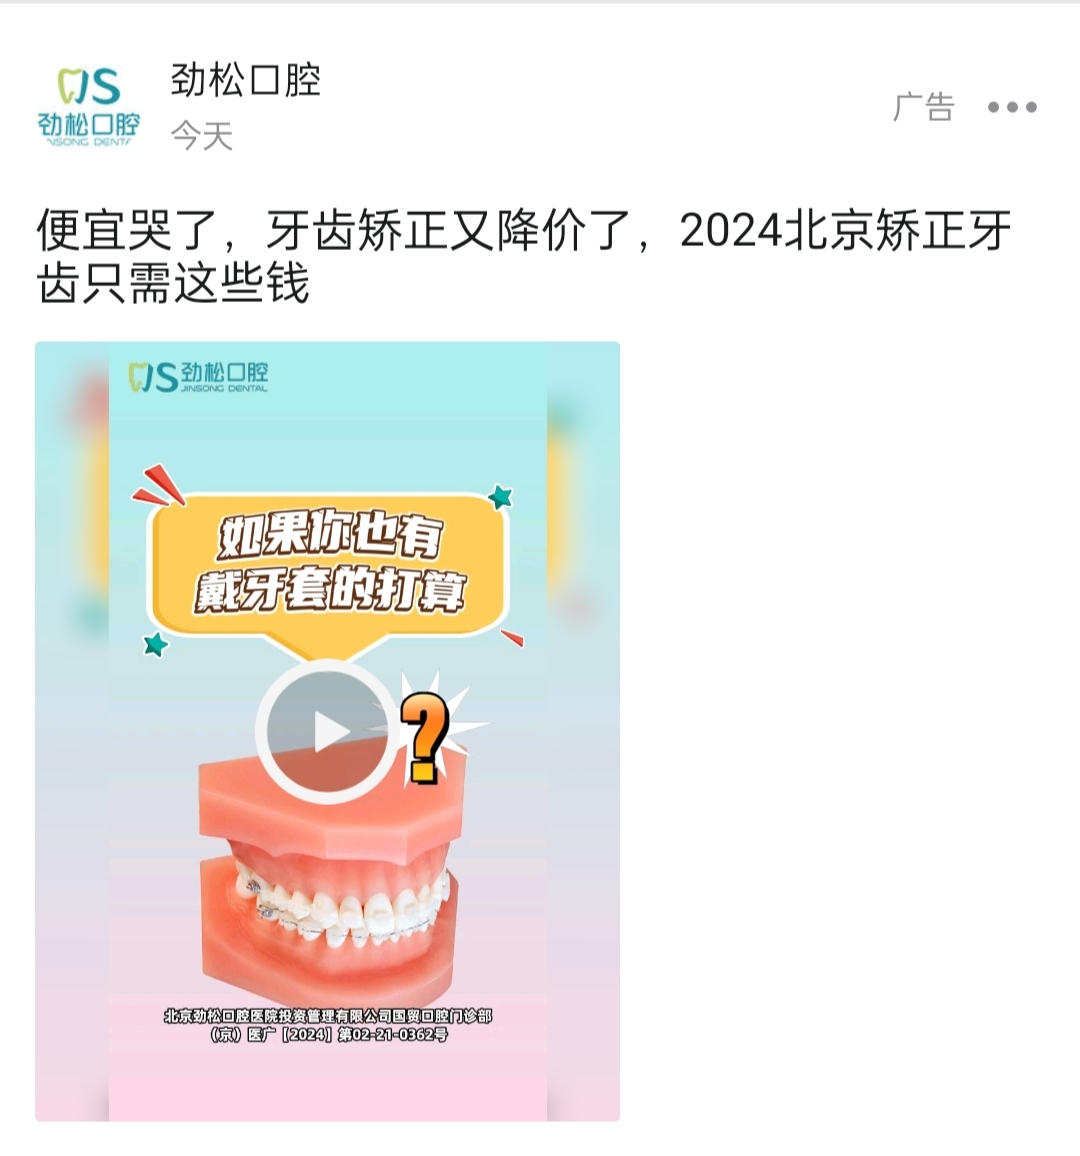 JS
劲松口腔
JINSONG DENTAL
劲松口腔
今天
广告
便宜哭了，牙齿矫正又降价了，2024北京矫正牙
齿只需这些钱
JS劲松口腔
JINSONG DENTAL
如果你也有
戴牙套的打算
?
北京劲松口腔医院投资管理有限公司国贸口腔门诊部
（京）医广【2024】第02-21-0362号